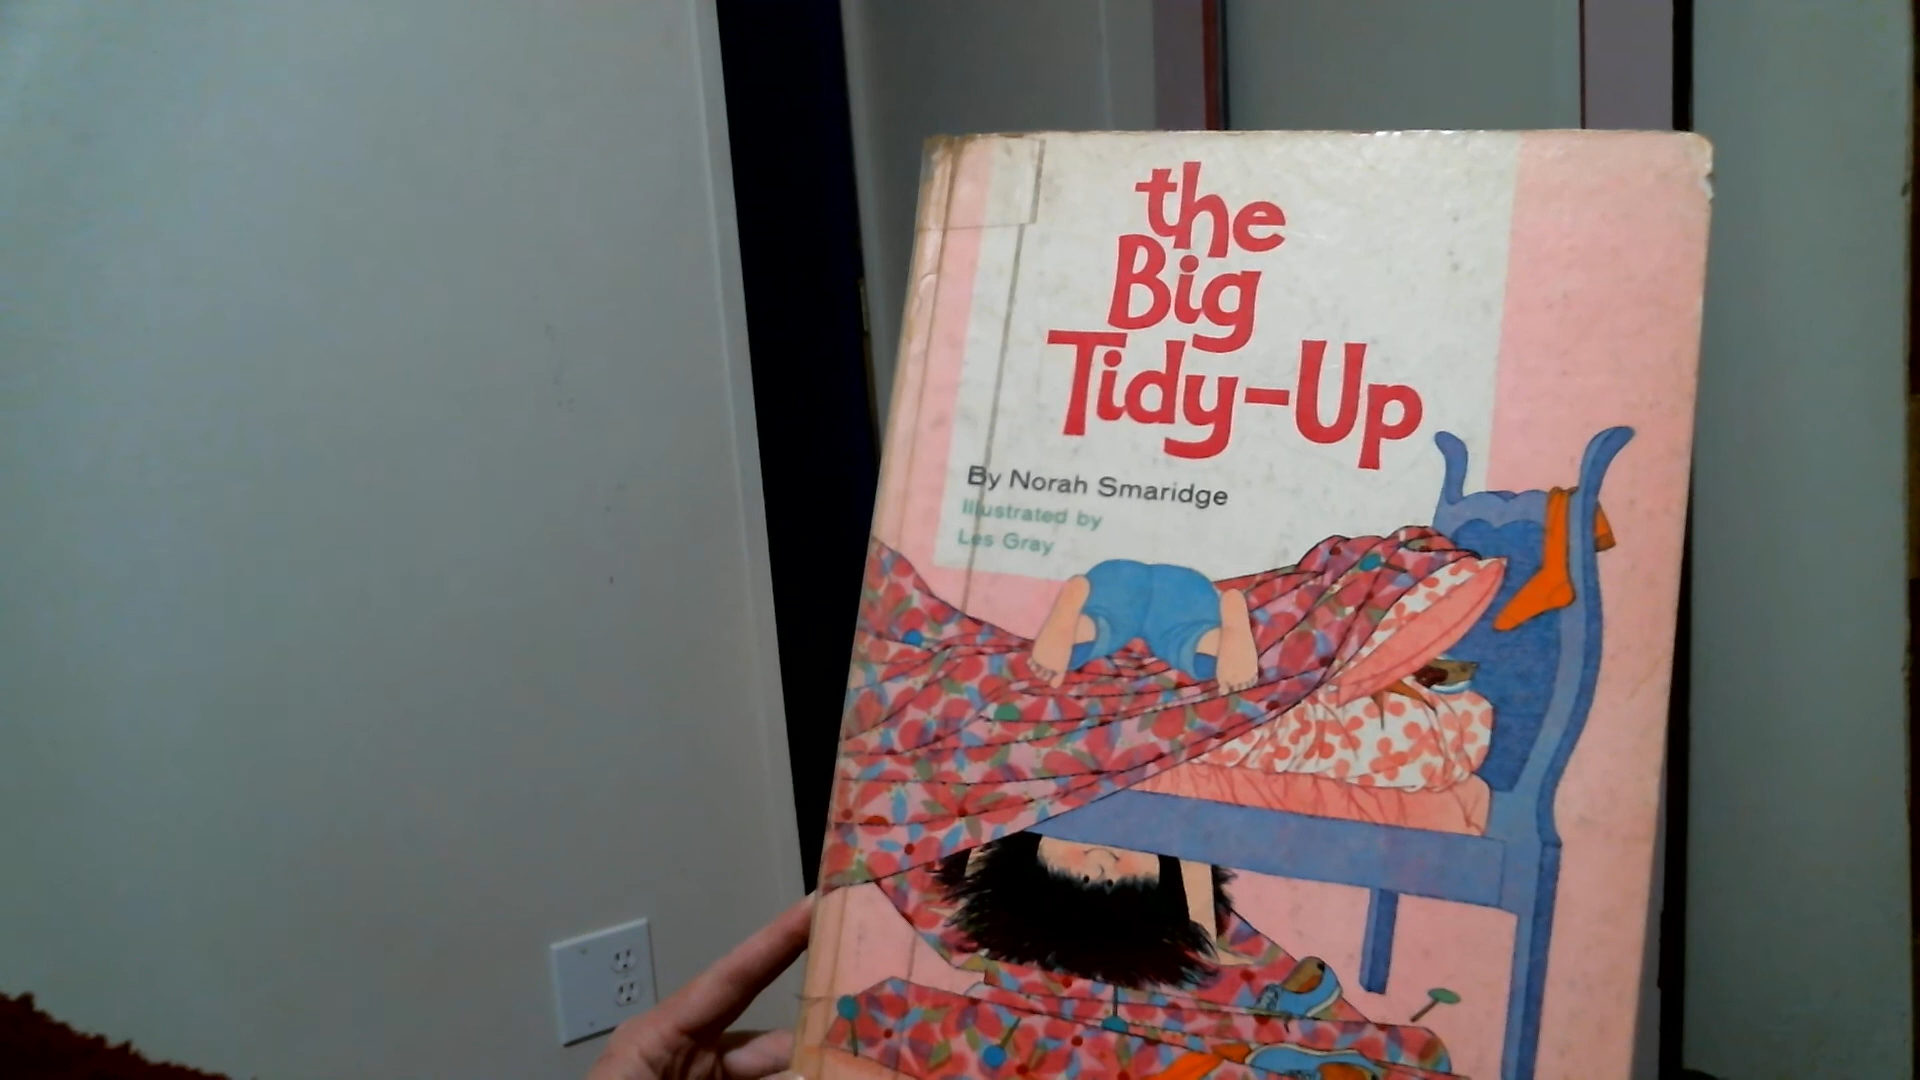 the
Big
Tidy-Up
By Norah Smaridge
Illustrated by
Les Gray